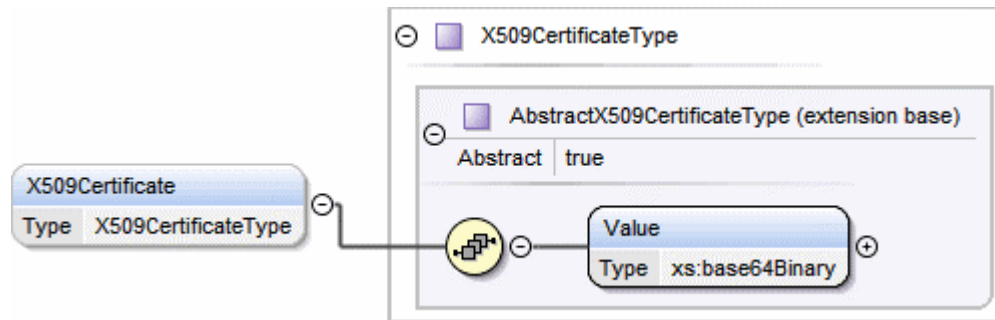 X509CertificateType
AbstractX509CertificateType (extension base)
Abstract true
X509Certificate
Type X509CertificateType
Value
Type xs:base64Binary